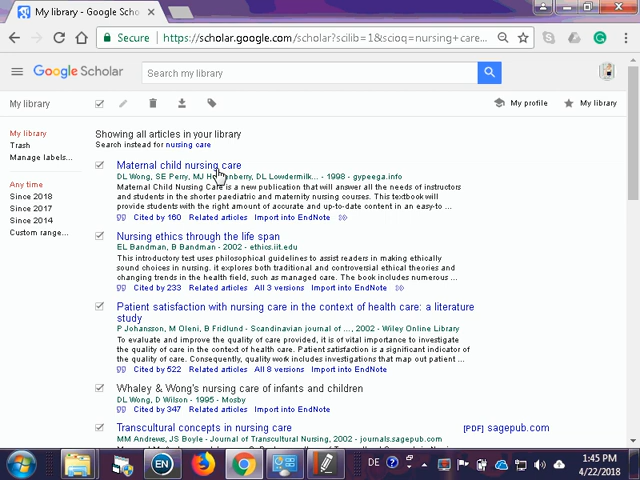 My library - Google Scho
Secure
https://scholar.google.com/scholar?scilib=1&scioq=nursing+care...
Google Scholar
Search my library
My library
My profile
My library
My library
Trash
Manage labels...
Any time
Since 2018
Since 2017
Since 2014
Custom range...
Showing all articles in your library
Search instead for nursing care
Maternal child nursing care
DL Wong, SE Perry, MJ Hockenberry, DL Lowdermilk... - 1998 - gypeega.info
Maternal Child Nursing Care is a new publication that will answer all the needs of instructors
and students in the shorter paediatric and maternity nursing courses. This textbook will
provide students with the right amount of accurate and up-to-date content in an easy-to ...
Cited by 160 Related articles Import into EndNote
Nursing ethics through the life span
EL Bandman, B Bandman - 2002 - ethics.iit.edu
This introductory test uses philosophical guidelines to assist readers in making ethically
sound choices in nursing. it explores both traditional and controversial ethical theories and
changing trends in the health field, such as managed care. The book includes numerous ...
Cited by 233 Related articles All 3 versions Import into EndNote
Patient satisfaction with nursing care in the context of health care: a literature
study
P Johansson, M Oleni, B Fridlund - Scandinavian journal of ..., 2002 - Wiley Online Library
To evaluate and improve the quality of care provided, it is of vital importance to investigate
the quality of care in the context of health care. Patient satisfaction is a significant indicator of
the quality of care. Consequently, quality work includes investigations that map out patient ...
Cited by 522 Related articles All 8 versions Import into EndNote
Whaley & Wong's nursing care of infants and children
DL Wong, D Wilson - 1995 - Mosby
Cited by 347 Related articles Import into EndNote
Transcultural concepts in nursing care
[PDF] sagepub.com
MM Andrews, JS Boyle - Journal of Transcultural Nursing, 2002 - journals.sagepub.com
EN
DE
1:45 PM
4/22/2018